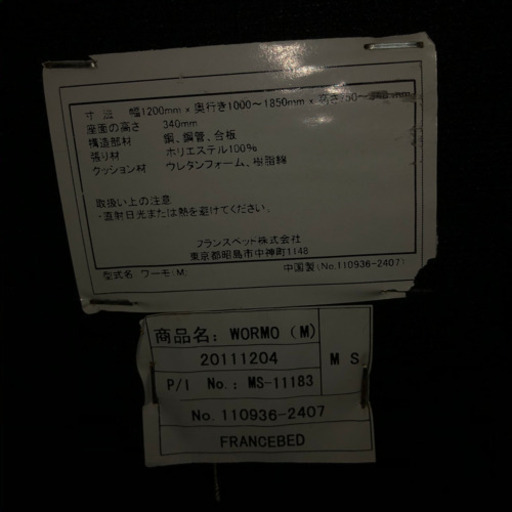 寸 法 幅1200mm × 奥行き1000～1850mm ×
座面の高さ 340mm
構造部材 鋼、鋼管、合板
張り材 ポリエステル100%
クッション材 ウレタンフォーム、樹脂綿
取扱い上の注意
・直射日光または熱を避けてください。
フランスベッド株式会社
東京都昭島市中神町1148
型式名 ワーモ(M) 中国製(No.110936-2407)
商品名: WORMO (M)
20111204 M S
P/I No.: MS-11183
No.110936-2407
FRANCEBED